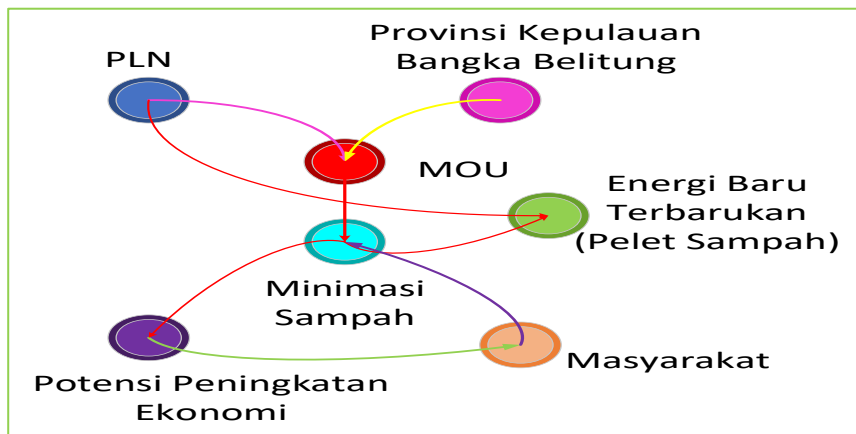 PLN
Provinsi Kepulauan
Bangka Belitung
MOU
Energi Baru
Terbarukan
(Pelet Sampah)
Minimasi
Sampah
Masyarakat
Potensi Peningkatan
Ekonomi